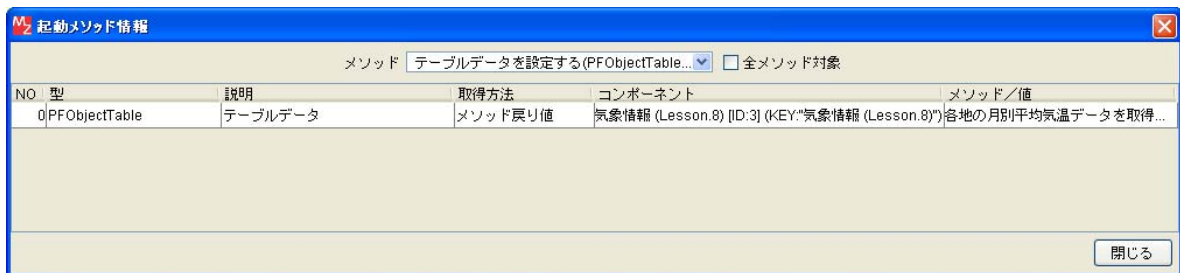 MZ 起動メソッド情報
メソッド テーブルデータを設定する(PFObjectTable... 全メソッド対象
NO 型 説明 取得方法 コンポーネント メソッド/値
0 PFObjectTable テーブルデータ メソッド戻り値 気象情報 (Lesson.8) [ID:3] (KEY:"気象情報 (Lesson.8)") 各地の月別平均気温データを取得...
閉じる